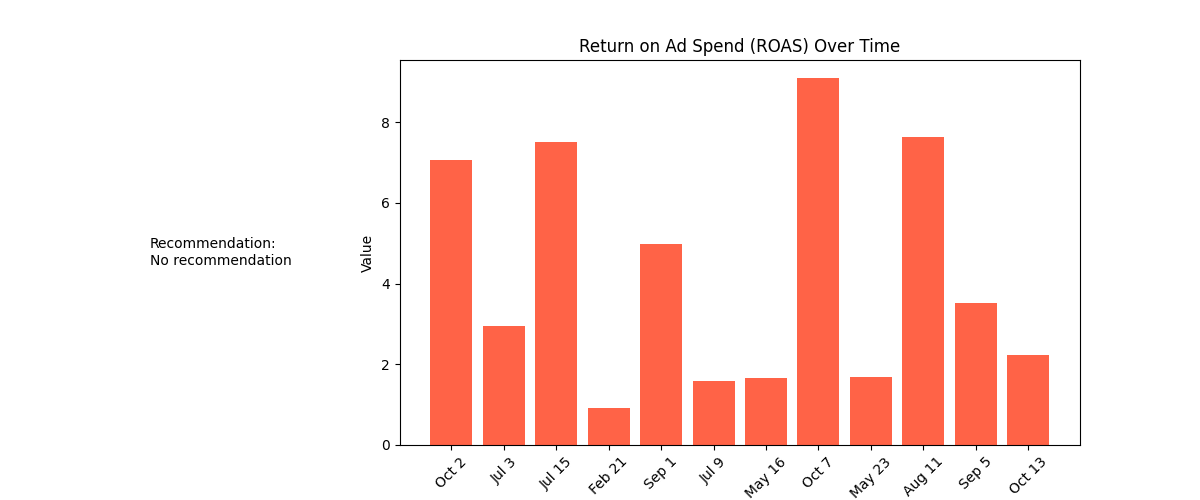 Return on Ad Spend (ROAS) Over Time
Recommendation:
No recommendation
Value
8
6
4
2
0
Oct 2
Jul 3
Jul 15
Feb 21
Sep 1
Jul 9
May 16
Oct 7
May 23
Aug 11
Sep 5
Oct 13